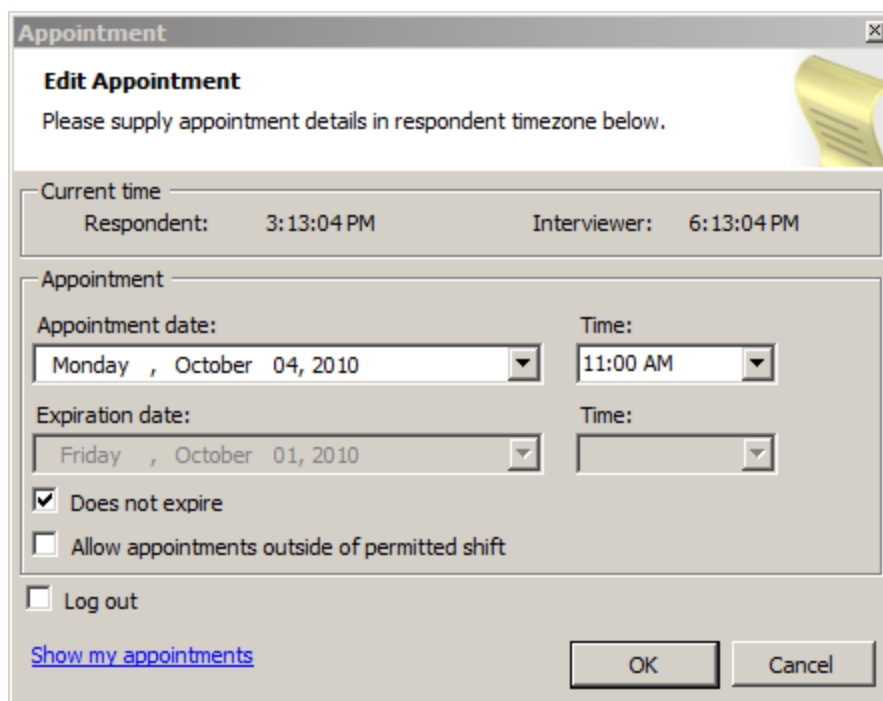 Appointment
Edit Appointment
Please supply appointment details in respondent timezone below.
Current time
Respondent: 3:13:04 PM Interviewer: 6:13:04 PM
Appointment
Appointment date: Time:
Monday , October 04, 2010 11:00 AM
Expiration date: Time:
Friday , October 01, 2010
Does not expire
Allow appointments outside of permitted shift
Log out
Show my appointments OK Cancel